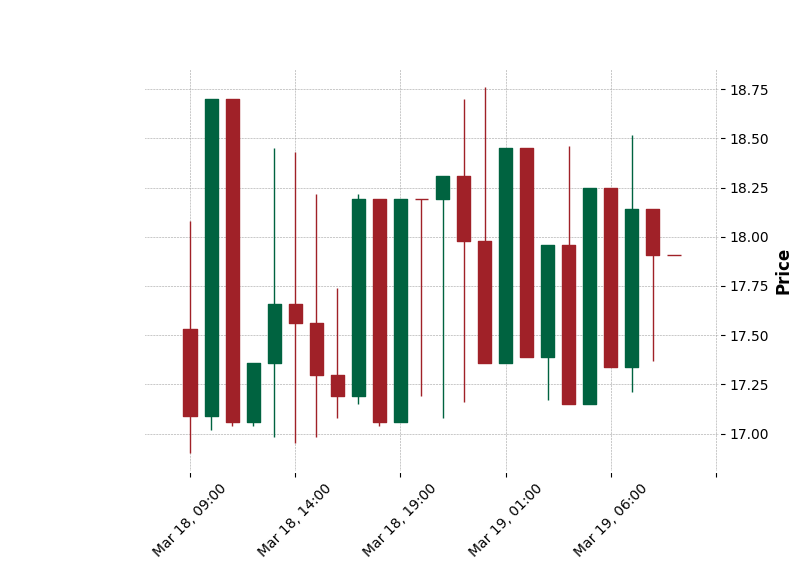 18.75
18.50
18.25
18.00
17.75
17.50
17.25
17.00
Price
Mar 18, 09:00
Mar 18, 14:00
Mar 18, 19:00
Mar 19, 01:00
Mar 19, 06:00